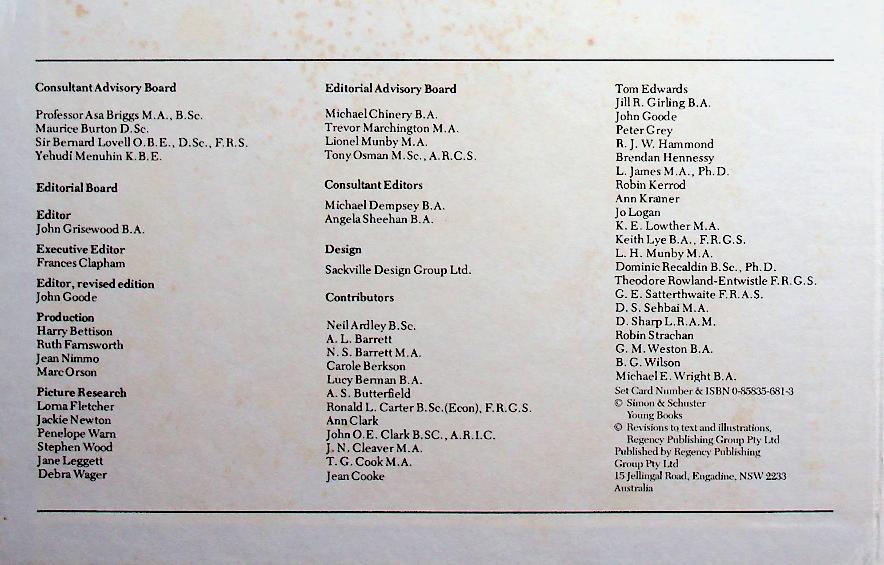 Consultant Advisory Board
Professor Asa Briggs M.A., B.Sc.
Maurice Burton D.Sc.
Sir Bernard Lovell O.B.E., D.Sc., F.R.S.
Yehudi Menuhin K.B.E.
Editorial Board
Editor
John Grisewood B.A.
Executive Editor
Frances Clapham
Editor, revised edition
John Goode
Production
Harry Bettison
Ruth Farnsworth
Jean Nimmo
Marc Orson
Picture Research
Lorna Fletcher
Jackie Newton
Penelope Warn
Stephen Wood
Jane Leggett
Debra Wager
Editorial Advisory Board
Michael Chinery B.A.
Trevor Marchington M.A.
Lionel Munby M.A.
Tony Osman M.Sc., A.R.C.S.
Consultant Editors
Michael Dempsey B.A.
Angela Sheehan B.A.
Design
Sackville Design Group Ltd.
Contributors
Neil Ardley B.Sc.
A. L. Barrett
N. S. Barrett M.A.
Carole Berkson
Lucy Berman B.A.
A. S. Butterfield
Ronald L. Carter B.Sc.(Econ), F.R.G.S.
Ann Clark
John O.E. Clark B.SC., A.R.I.C.
J. N. Cleaver M.A.
T. G. Cook M.A.
Jean Cooke
Tom Edwards
Jill R. Girling B.A.
John Goode
Peter Grey
R. J. W. Hammond
Brendan Hennessy
L. James M.A., Ph.D.
Robin Kerrod
Ann Kramer
Jo Logan
K. E. Lowther M.A.
Keith Lye B.A., F.R.G.S.
L. H. Munby M.A.
Dominic Recaldin B.Sc., Ph.D.
Theodore Rowland-Entwistle F.R.G.S.
G. E. Satterthwaite F.R.A.S.
D. S. Sehbai M.A.
D. Sharp L.R.A.M.
Robin Strachan
G. M. Weston B.A.
B. G. Wilson
Michael E. Wright B.A.
Set Card Number & ISBN 0-85835-681-3
© Simon & Schuster
Young Books
© Revisions to text and illustrations,
Regency Publishing Group Pty Ltd
Published by Regency Publishing
Group Pty Ltd
15 Jellingal Road, Engadine, NSW 2233
Australia